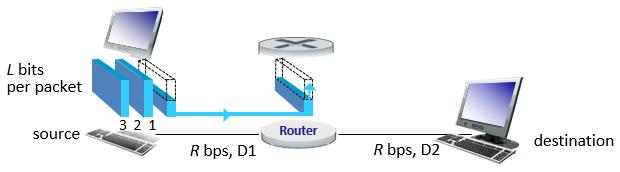 L bits
per packet
3 2 1
source
Router
R bps, D1
R bps, D2
destination